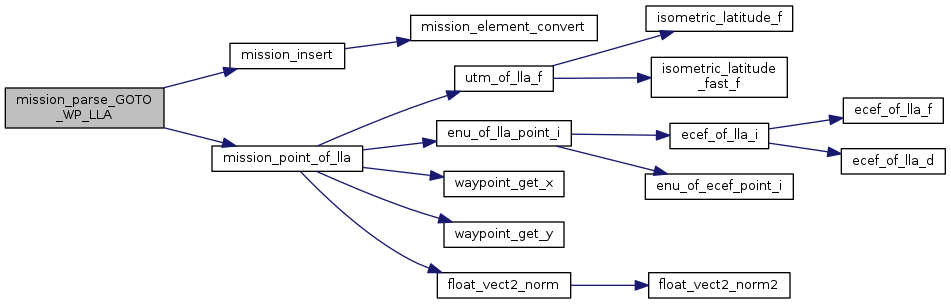 mission_parse_GOTO
_WP_LLA
mission_insert
mission_element_convert
mission_point_of_lla
utm_of_lla_f
isometric_latitude_f
isometric_latitude
_fast_f
enu_of_lla_point_i
ecef_of_lla_i
ecef_of_lla_f
ecef_of_lla_d
enu_of_ecef_point_i
waypoint_get_x
waypoint_get_y
float_vect2_norm
float_vect2_norm2